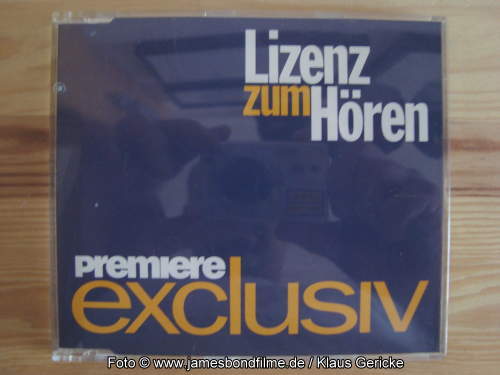 Lizenz
zum Hören
premiere
exclusiv
Foto © www.jamesbondfilme.de / Klaus Gericke